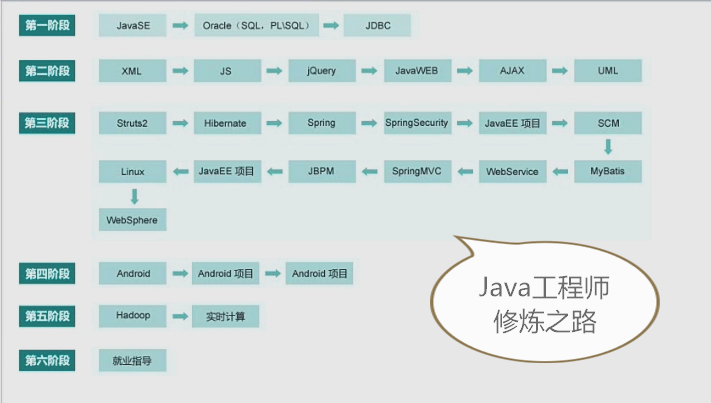 第一阶段 JavaSE Oracle（SQL，PL\SQL） JDBC
第二阶段 XML JS jQuery JavaWEB AJAX UML
第三阶段 Struts2 Hibernate Spring SpringSecurity JavaEE 项目 SCM
Linux JavaEE 项目 JBPM SpringMVC WebService MyBatis
WebSphere
第四阶段 Android Android 项目 Android 项目
第五阶段 Hadoop 实时计算
第六阶段 就业指导
Java工程师
修炼之路